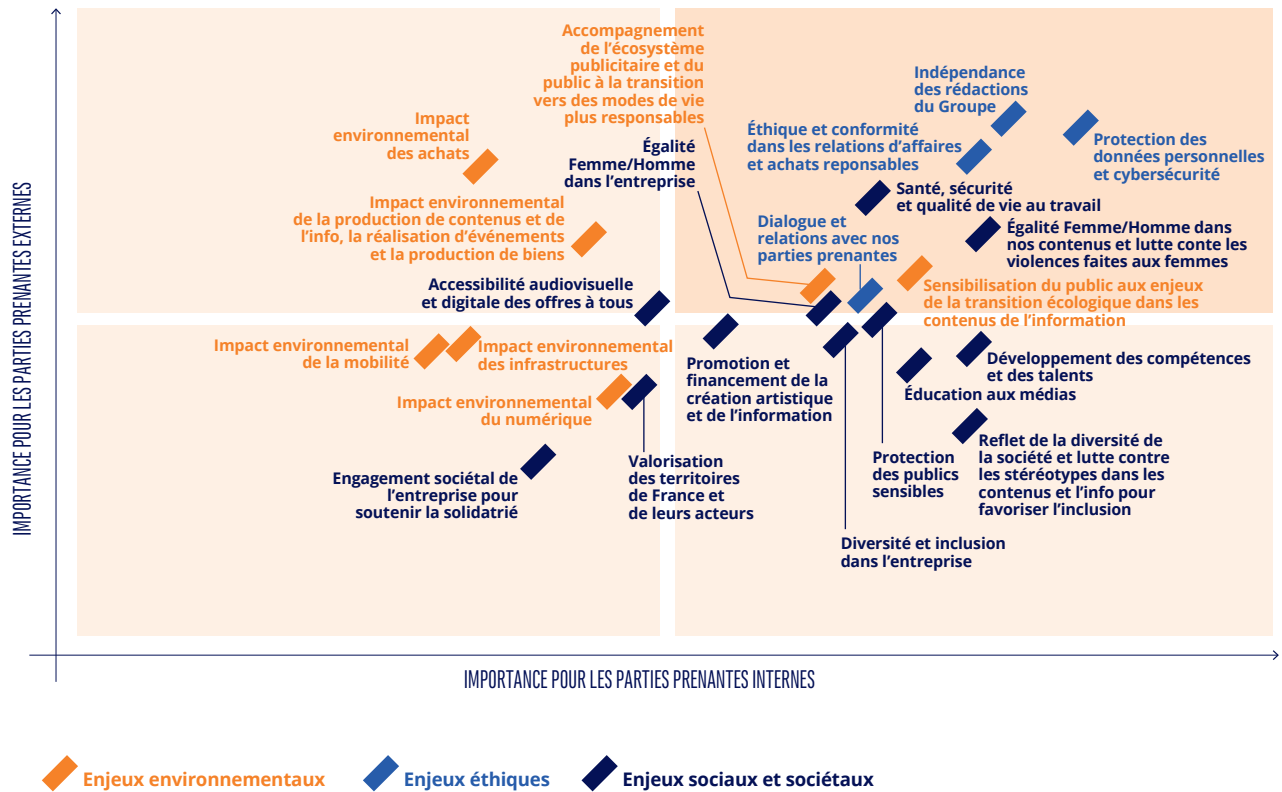 IMPORTANCE POUR LES PARTIES PRENANTES EXTERNES
Accompagnement
de l'écosystème
publicitaire et du
public à la transition
vers des modes de vie
plus responsables
Indépendance
des rédactions
du Groupe
Impact
environnemental
des achats
Éthique et conformité
dans les relations d'affaires
et achats reponsables
Protection des
données personnelles
et cybersécurité
Égalité
Femme/Homme
dans l'entreprise
Santé, sécurité
et qualité de vie au travail
Impact environnemental
de la production de contenus et de
l'info, la réalisation d'événements
et la production de biens
Dialogue et
relations avec nos
parties prenantes
Égalité Femme/Homme dans
nos contenus et lutte conte les
violences faites aux femmes
Accessibilité audiovisuelle
et digitale des offres à tous
Sensibilisation du public aux enjeux
de la transition écologique dans les
contenus de l'information
Impact environnemental
de la mobilité
Impact environnemental
des infrastructures
Promotion et
financement de la
création artistique
et de l'information
Développement des compétences
et des talents
Éducation aux médias
Impact environnemental
du numérique
Reflet de la diversité de
la société et lutte contre
les stéréotypes dans les
contenus et l'info pour
favoriser l'inclusion
Protection
des publics
sensibles
Valorisation
des territoires
de France et
de leurs acteurs
Engagement sociétal de
l'entreprise pour
soutenir la solidatrié
Diversité et inclusion
dans l'entreprise
IMPORTANCE POUR LES PARTIES PRENANTES INTERNES
Enjeux environnementaux
Enjeux éthiques
Enjeux sociaux et sociétaux